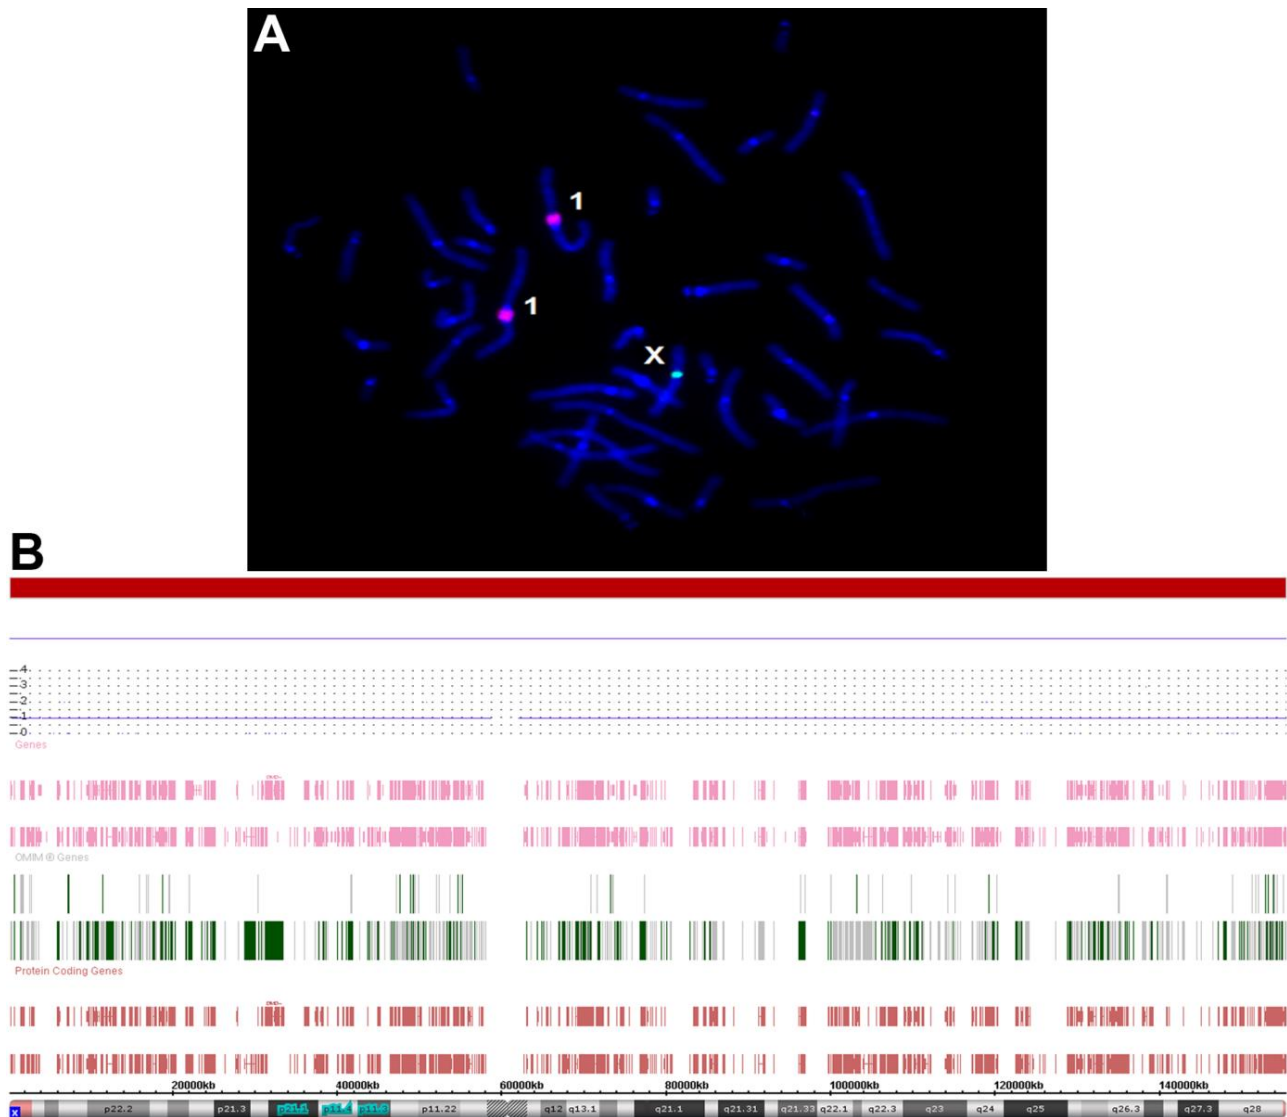 A
1
1
X
B
4
3
2
1
0
Genes
DMD
OMIM ® Genes
Protein Coding Genes
DMD
20000kb 40000kb 60000kb 80000kb 100000kb 120000kb 140000kb
x p22.2 p21.3 p21.1 p11.4 p11.3 p11.22 q12 q13.1 q21.1 q21.31 q21.33 q22.1 q22.3 q23 q24 q25 q26.3 q27.3 q28